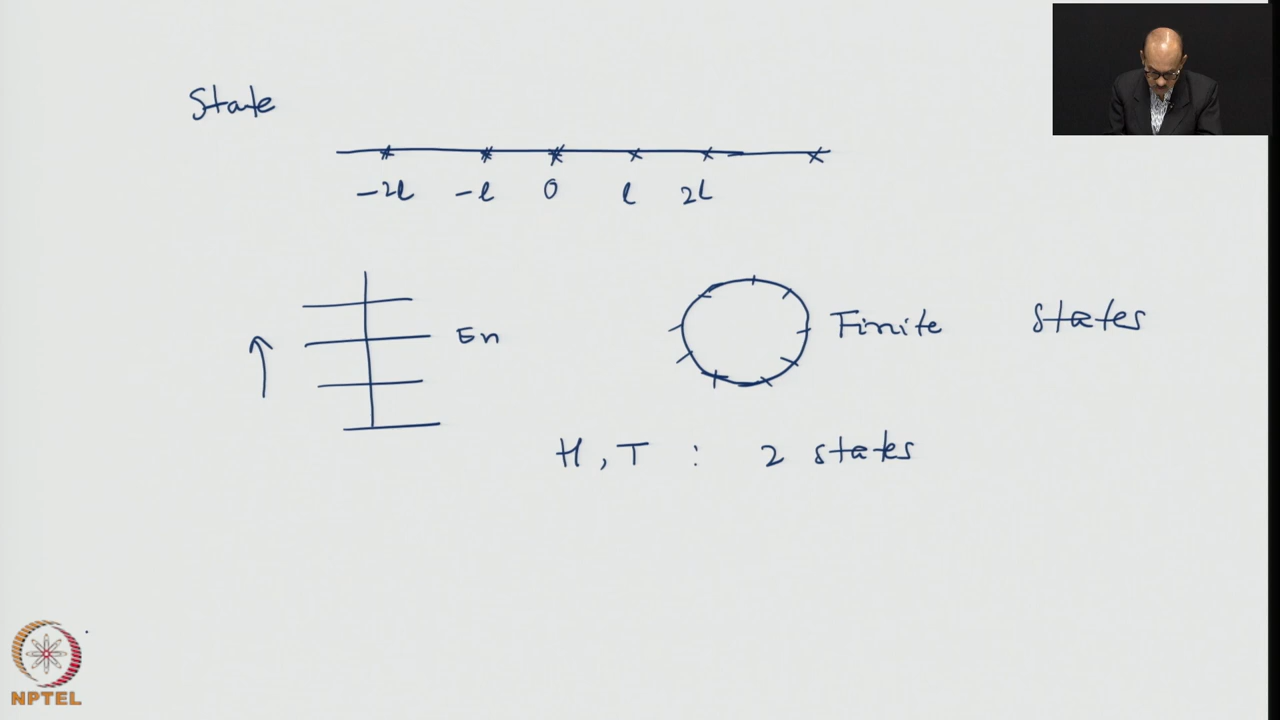 State
-2l -l 0 l 2l
En
Finite states
H, T : 2 states
NPTEL